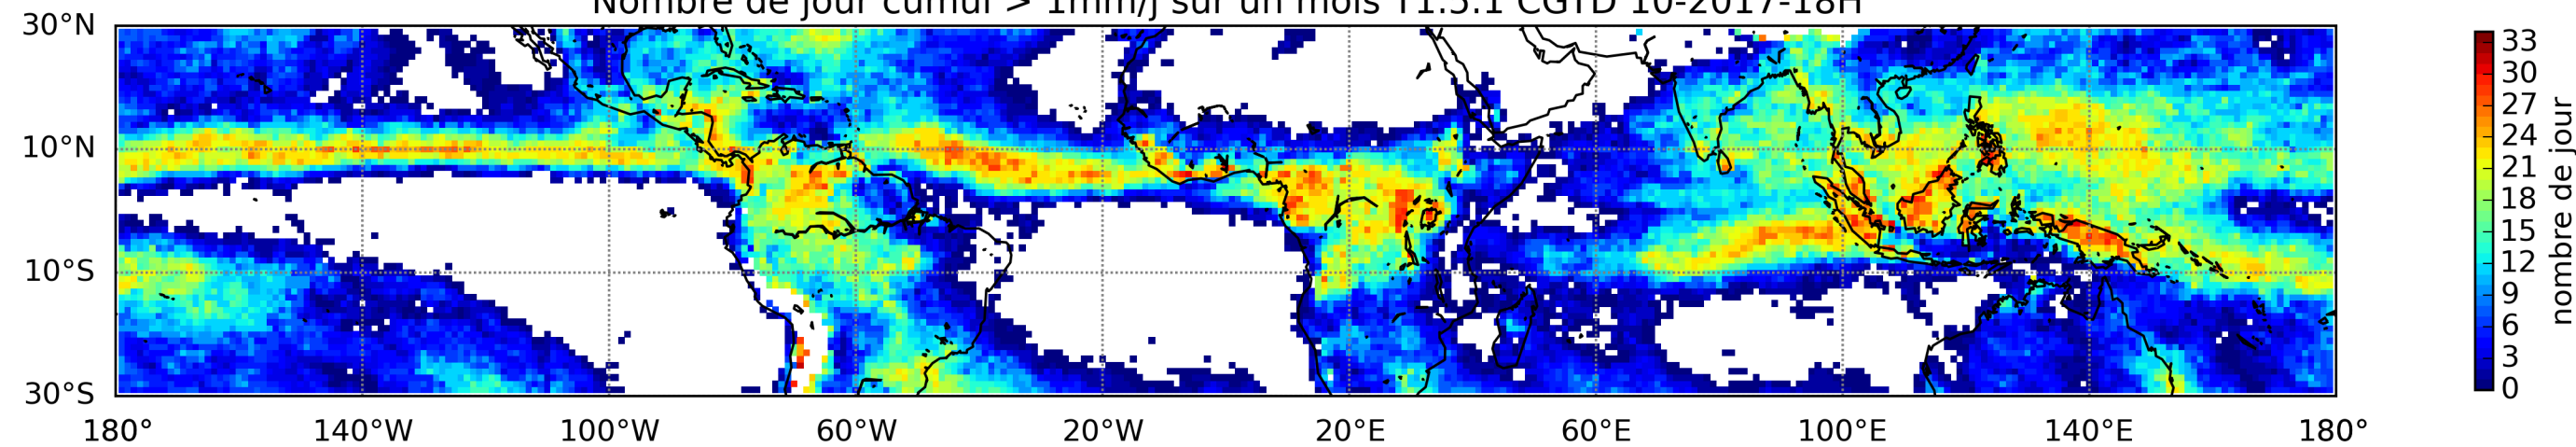 Nombre de jour cumul > 1mm/j sur un mois T1.5.1 CGTD 10-2017-18H
30°N
10°N
10°S
30°S
180° 140°W 100°W 60°W 20°W 20°E 60°E 100°E 140°E 180°
33
30
27
24
21
18
15
12
9
6
3
0
nombre de jour